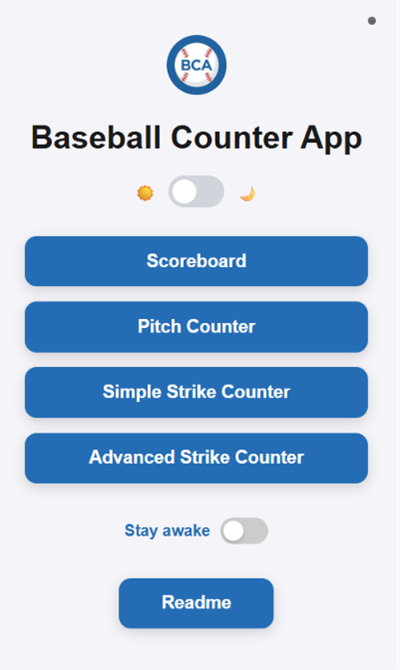 BCA
Baseball Counter App
Scoreboard
Pitch Counter
Simple Strike Counter
Advanced Strike Counter
Stay awake
Readme